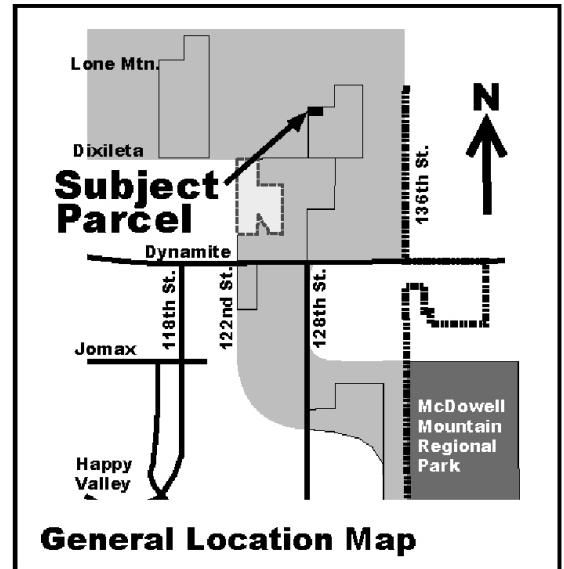 Lone Mtn.
N
Dixileta
Subject
Parcel
136th St.
Dynamite
118th St.
122nd St.
128th St.
Jomax
McDowell
Mountain
Regional
Park
Happy
Valley
General Location Map